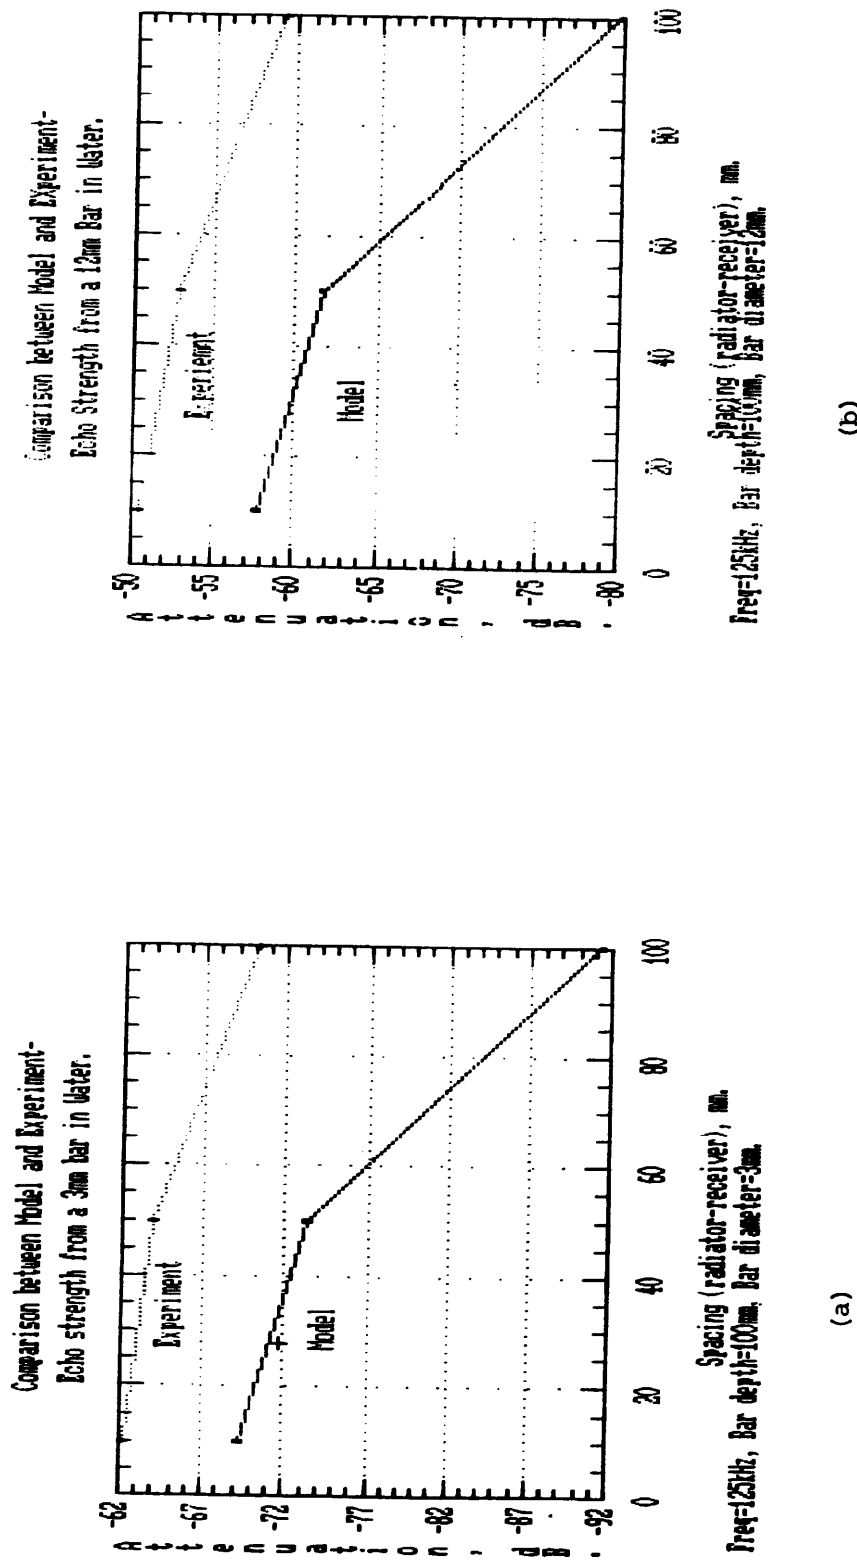 Comparison between Model and Experiment-
Echo strength from a 3mm bar in Water.
Attenuation, dB.
-62
-67
-72
-77
-82
-87
-92
Experiment
Model
0 20 40 60 80 100
Spacing (radiator-receiver), mm.
Freq=125kHz, Bar depth=100mm, Bar diameter=3mm.
(a)
Comparison between Model and EXperiment-
Echo Strength from a 12mm Bar in Water.
Attenuation, dB.
-50
-55
-60
-65
-70
-75
-80
Model
0 20 40 60 80 100
Spacing (radiator-receiver), mm.
Freq=125kHz, Bar depth=100mm, Bar diameter=12mm.
(b)